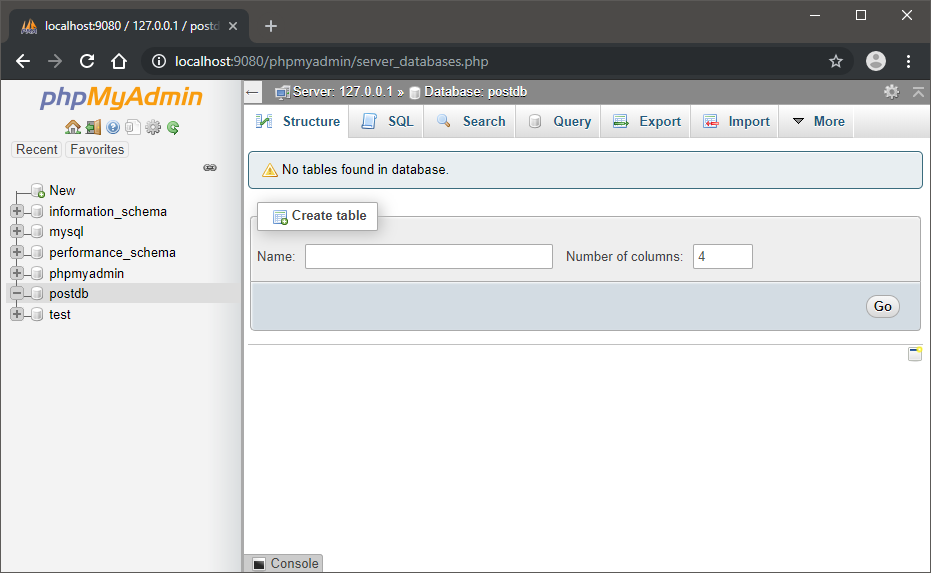 localhost:9080 / 127.0.0.1 / post
localhost:9080/phpmyadmin/server_databases.php
phpMyAdmin
Recent Favorites
New
information_schema
mysql
performance_schema
phpmyadmin
postdb
test
Server: 127.0.0.1 » Database: postdb
Structure SQL Search Query Export Import More
No tables found in database.
Create table
Name: Number of columns: 4
Go
Console